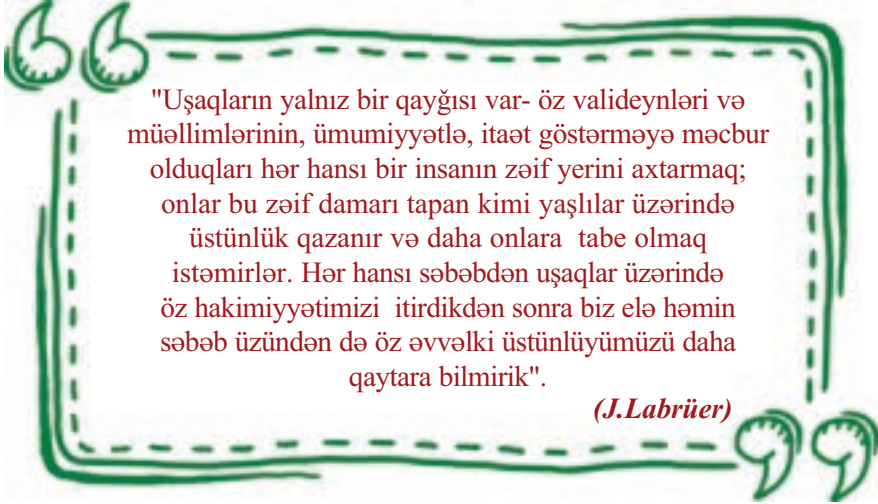 "Uşaqların yalnız bir qayğısı var- öz valideynləri və
müəllimlərinin, ümumiyyətlə, itaət göstərməyə məcbur
olduqları hər hansı bir insanın zəif yerini axtarmaq;
onlar bu zəif damarı tapan kimi yaşlılar üzərində
üstünlük qazanır və daha onlara tabe olmaq
istəmirlər. Hər hansı səbəbdən uşaqlar üzərində
öz hakimiyyətimizi itirdikdən sonra biz elə həmin
səbəb üzündən də öz əvvəlki üstünlüyümüzü daha
qaytara bilmirik".
(J.Labrüer)